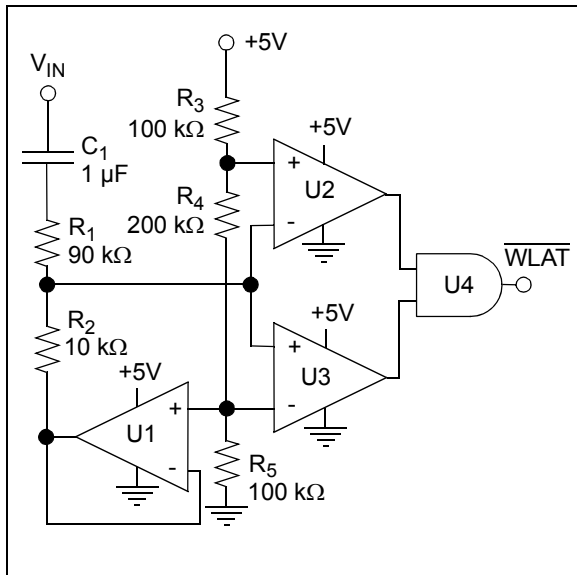 +5V
V_IN
R_3
100 kΩ
+5V
C_1
1 µF
R_4
200 kΩ
+
U2
-
R_1
90 kΩ
WLAT
U4
+5V
R_2
10 kΩ
+
U3
-
+5V
+
U1
-
R_5
100 kΩ